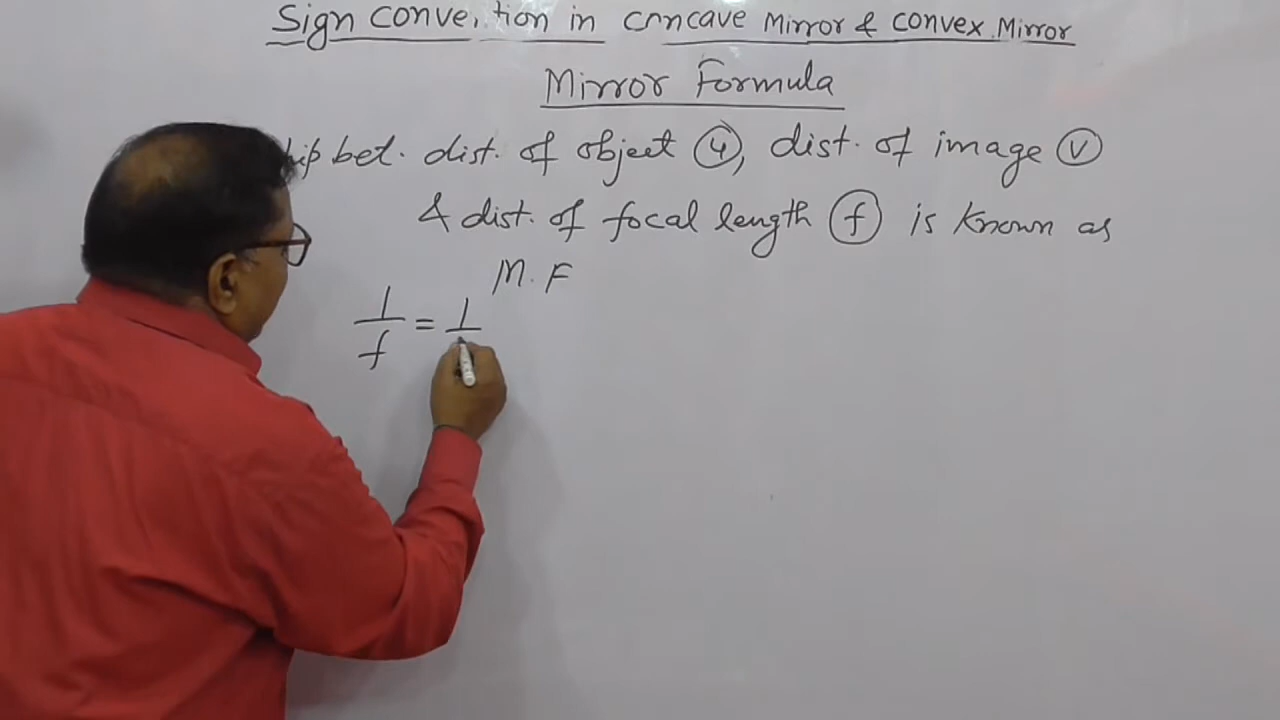 Sign Conve, tion in Concave Mirror & Convex Mirror
Mirror Formula
bet. dist. of object (u), dist. of image (v)
& dist. of focal length (f) is known as
M. F
1/f = 1/